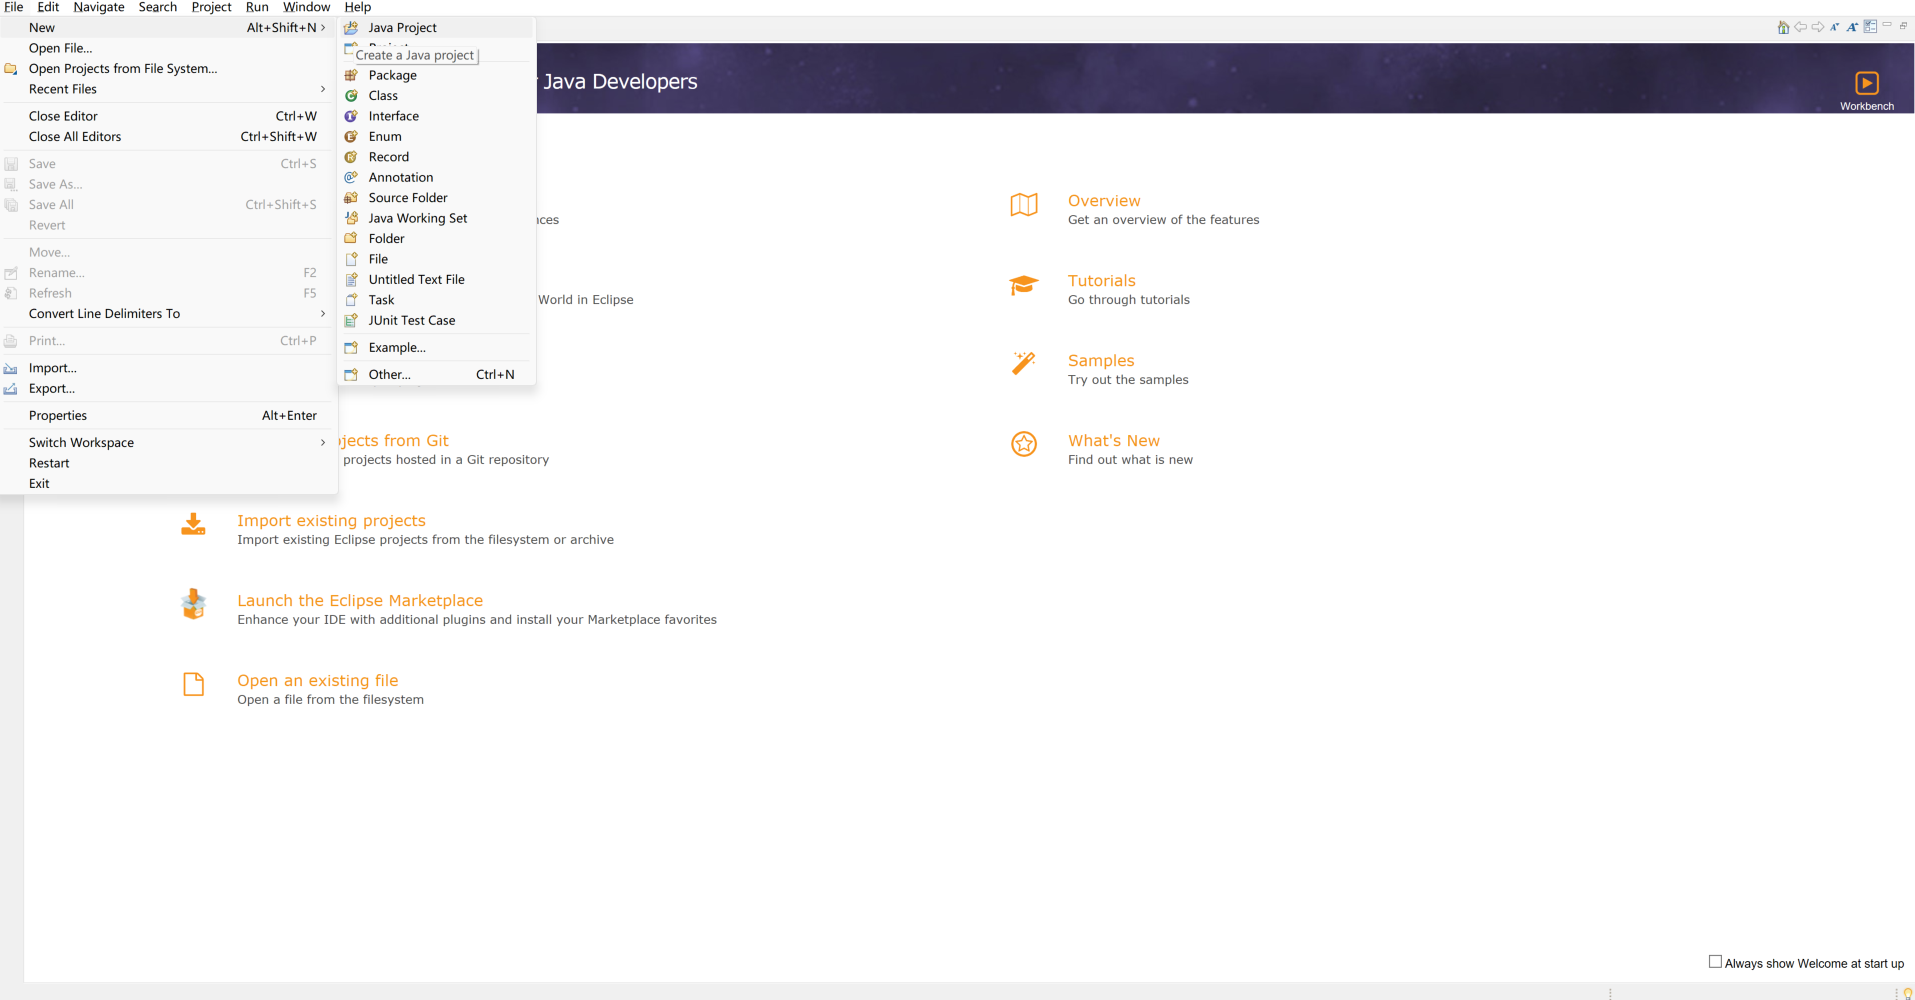 File Edit Navigate Search Project Run Window Help
New Alt+Shift+N
Open File...
Open Projects from File System...
Recent Files
Close Editor Ctrl+W
Close All Editors Ctrl+Shift+W
Save Ctrl+S
Save As...
Save All Ctrl+Shift+S
Revert
Move...
Rename... F2
Refresh F5
Convert Line Delimiters To
Print... Ctrl+P
Import...
Export...
Properties Alt+Enter
Switch Workspace
Restart
Exit
Java Project
Create a Java project
Package
Class
Interface
Enum
Record
Annotation
Source Folder
Java Working Set
Folder
File
Untitled Text File
Task
JUnit Test Case
Example...
Other... Ctrl+N
Java Developers
Workbench
World in Eclipse
from Git
projects hosted in a Git repository
Import existing projects
Import existing Eclipse projects from the filesystem or archive
Launch the Eclipse Marketplace
Enhance your IDE with additional plugins and install your Marketplace favorites
Open an existing file
Open a file from the filesystem
Overview
Get an overview of the features
Tutorials
Go through tutorials
Samples
Try out the samples
What's New
Find out what is new
Always show Welcome at start up